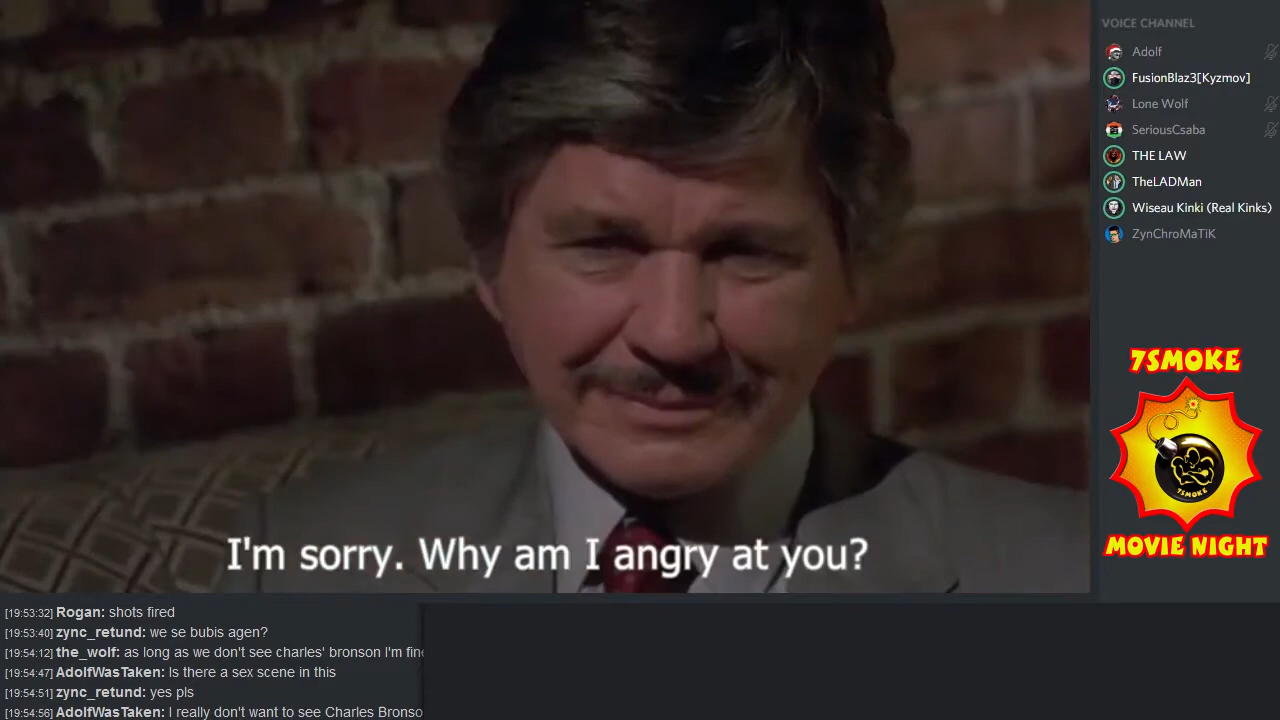 VOICE CHANNEL
Adolf
FusionBlaz3[Kyzmov]
Lone Wolf
SeriousCsaba
THE LAW
TheLADMan
Wiseau Kinki (Real Kinks)
ZynChroMaTiK
7SMOKE
7SMOKE
MOVIE NIGHT
I'm sorry. Why am I angry at you?
[19:53:32] Rogan: shots fired
[19:53:40] zync_retund: we se bubis agen?
[19:54:12] the_wolf: as long as we don't see charles' bronson I'm fine
[19:54:47] AdolfWasTaken: Is there a sex scene in this
[19:54:51] zync_retund: yes pls
[19:54:56] AdolfWasTaken: I really don't want to see Charles Bronso